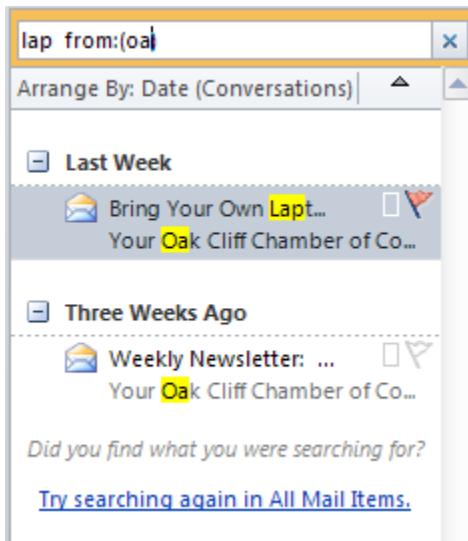 lap from:(oa
Arrange By: Date (Conversations)
Last Week
Bring Your Own Lapt...
Your Oak Cliff Chamber of Co...
Three Weeks Ago
Weekly Newsletter: ...
Your Oak Cliff Chamber of Co...
Did you find what you were searching for?
Try searching again in All Mail Items.